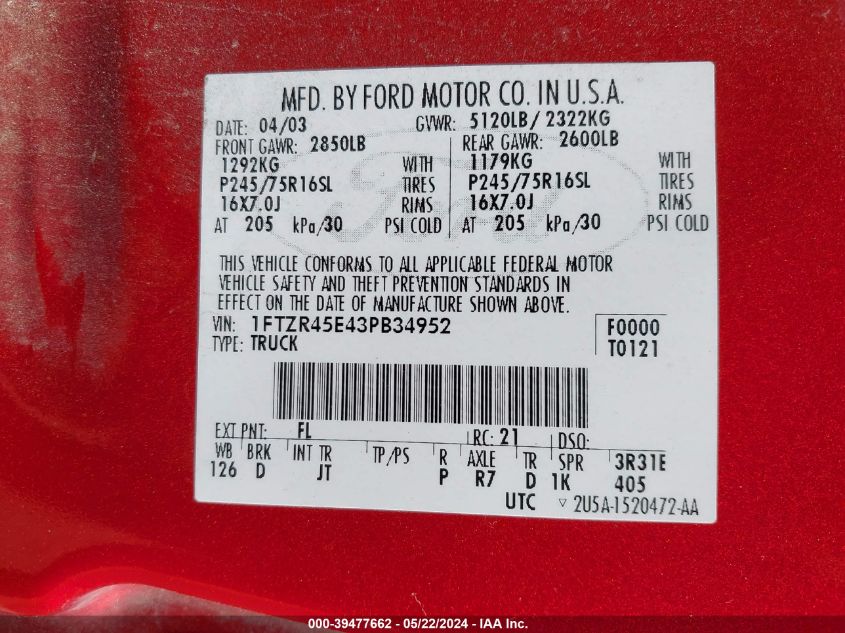 MFD. BY FORD MOTOR CO. IN U.S.A.
DATE: 04/03 GVWR: 5120LB/ 2322KG
FRONT GAWR: 2850LB REAR GAWR: 2600LB
1292KG WITH 1179KG WITH
P245/75R16SL TIRES P245/75R16SL TIRES
16X7.0J RIMS 16X7.0J RIMS
AT 205 kPa/30 PSI COLD AT 205 kPa/30 PSI COLD
THIS VEHICLE CONFORMS TO ALL APPLICABLE FEDERAL MOTOR
VEHICLE SAFETY AND THEFT PREVENTION STANDARDS IN
EFFECT ON THE DATE OF MANUFACTURE SHOWN ABOVE.
VIN: 1FTZR45E43PB34952 F0000
TYPE: TRUCK T0121
EXT PNT: FL RC: 21 DSO:
WB BRK INT TR TP/PS R AXLE TR SPR 3R31E
126 D JT P R7 D 1K 405
UTC ▽ 2U5A-1520472-AA
000-39477662 - 05/22/2024 - IAA Inc.